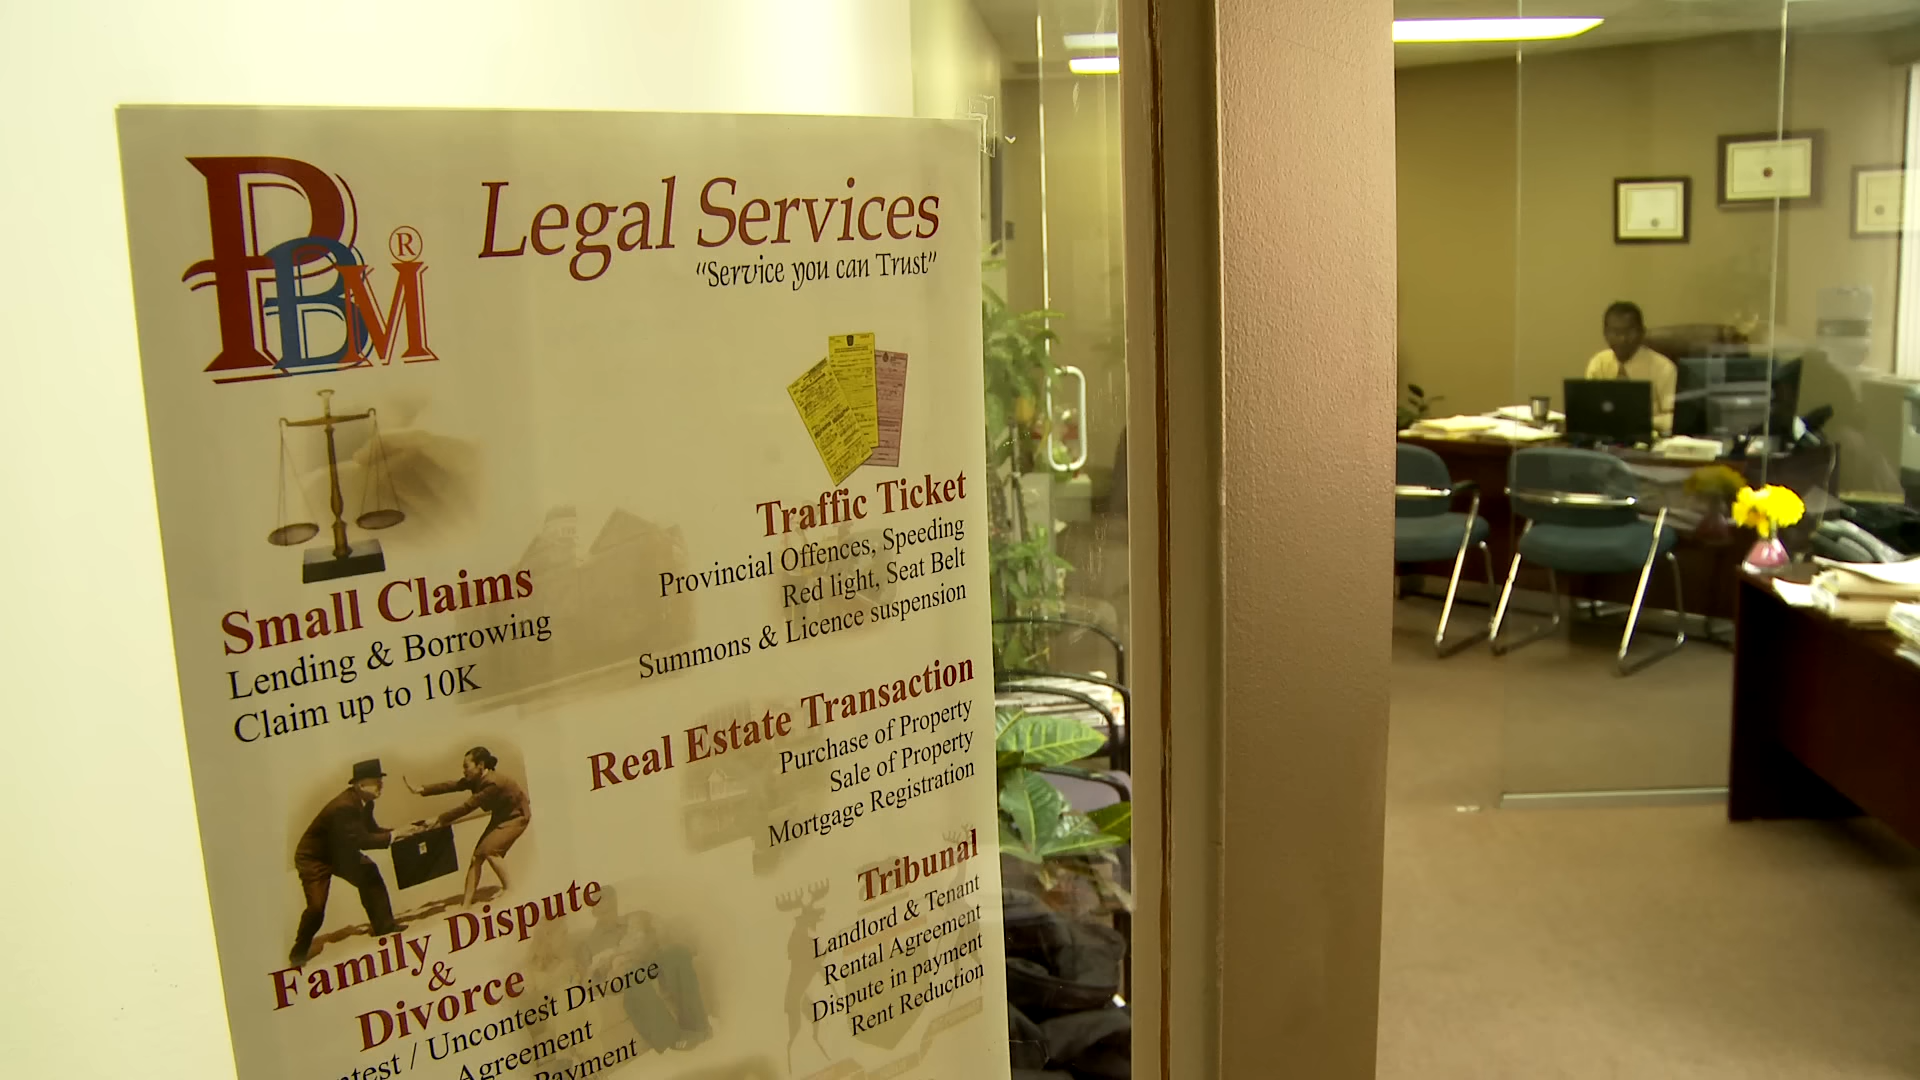 PBM®
Legal Services
"Service you can Trust"
Small Claims
Lending & Borrowing
Claim up to 10K
Traffic Ticket
Provincial Offences, Speeding
Red light, Seat Belt
Summons & Licence suspension
Real Estate Transaction
Purchase of Property
Sale of Property
Mortgage Registration
Family Dispute
&
Divorce
/ Uncontest Divorce
Agreement
Payment
Tribunal
Landlord & Tenant
Rental Agreement
Dispute in payment
Rent Reduction